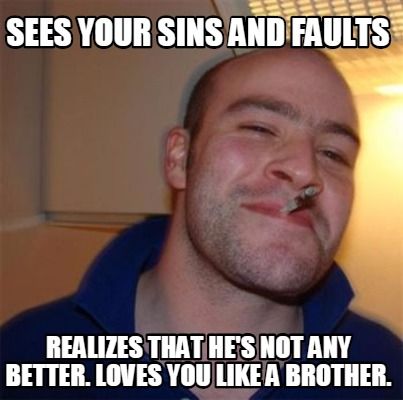 SEES YOUR SINS AND FAULTS
REALIZES THAT HE'S NOT ANY
BETTER. LOVES YOU LIKE A BROTHER.